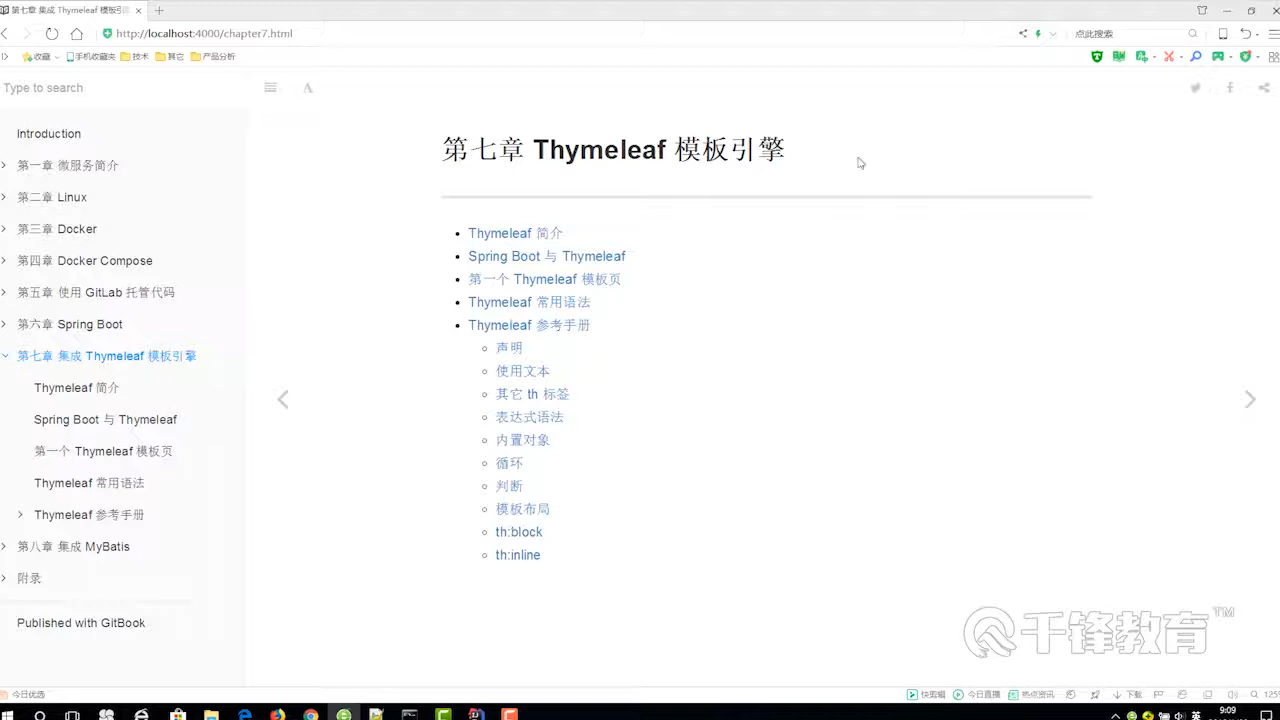 第七章 集成 Thymeleaf 模板引
http://localhost:4000/chapter7.html
点此搜索
收藏
手机收藏夹
技术
其它
产品分析
Type to search
A
Introduction
第一章 微服务简介
第二章 Linux
第三章 Docker
第四章 Docker Compose
第五章 使用 GitLab 托管代码
第六章 Spring Boot
第七章 集成 Thymeleaf 模板引擎
Thymeleaf 简介
Spring Boot 与 Thymeleaf
第一个 Thymeleaf 模板页
Thymeleaf 常用语法
Thymeleaf 参考手册
第八章 集成 MyBatis
附录
Published with GitBook
第七章 Thymeleaf 模板引擎
Thymeleaf 简介
Spring Boot 与 Thymeleaf
第一个 Thymeleaf 模板页
Thymeleaf 常用语法
Thymeleaf 参考手册
声明
使用文本
其它 th 标签
表达式语法
内置对象
循环
判断
模板布局
th:block
th:inline
千锋教育™
今日优选
快剪辑
今日直播
热点资讯
下载
英
9:09